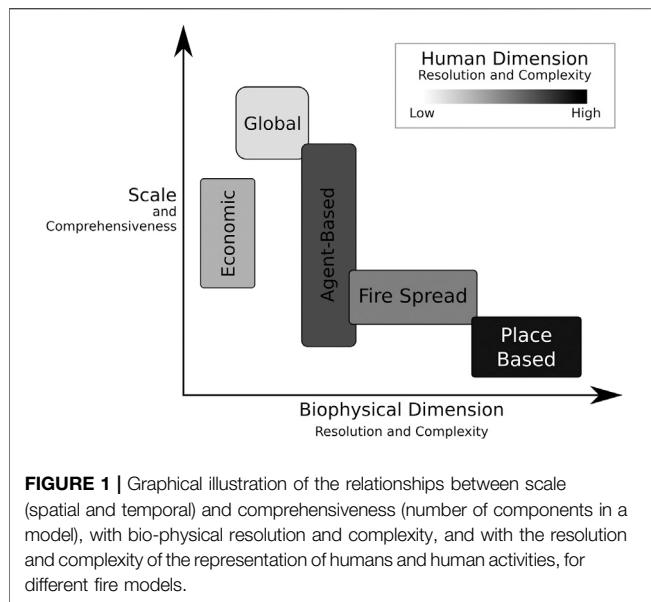 Human Dimension
Resolution and Complexity
Low High
Global
Scale
and
Comprehensiveness
Economic
Agent-Based
Fire Spread
Place
Based
Biophysical Dimension
Resolution and Complexity
FIGURE 1 | Graphical illustration of the relationships between scale
(spatial and temporal) and comprehensiveness (number of components in a
model), with bio-physical resolution and complexity, and with the resolution
and complexity of the representation of humans and human activities, for
different fire models.